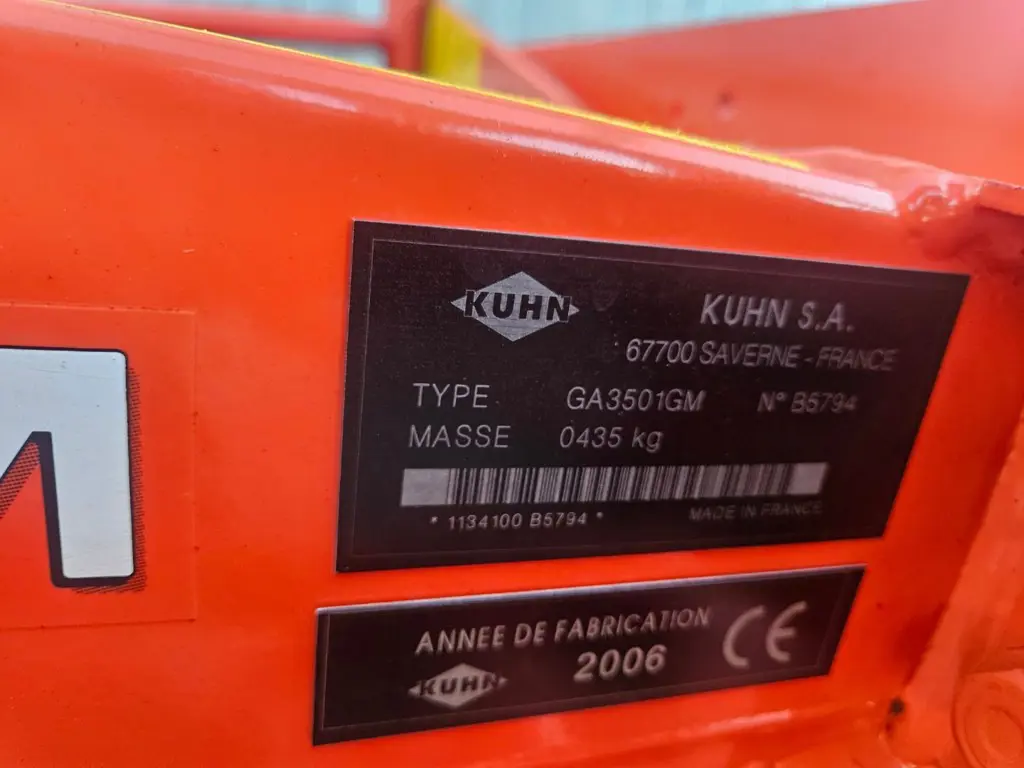 M
KUHN
KUHN S.A.
67700 SAVERNE - FRANCE
TYPE GA3501GM N° B5794
MASSE 0435 kg
* 1134100 B5794 *
MADE IN FRANCE
ANNEE DE FABRICATION
2006
CE
KUHN